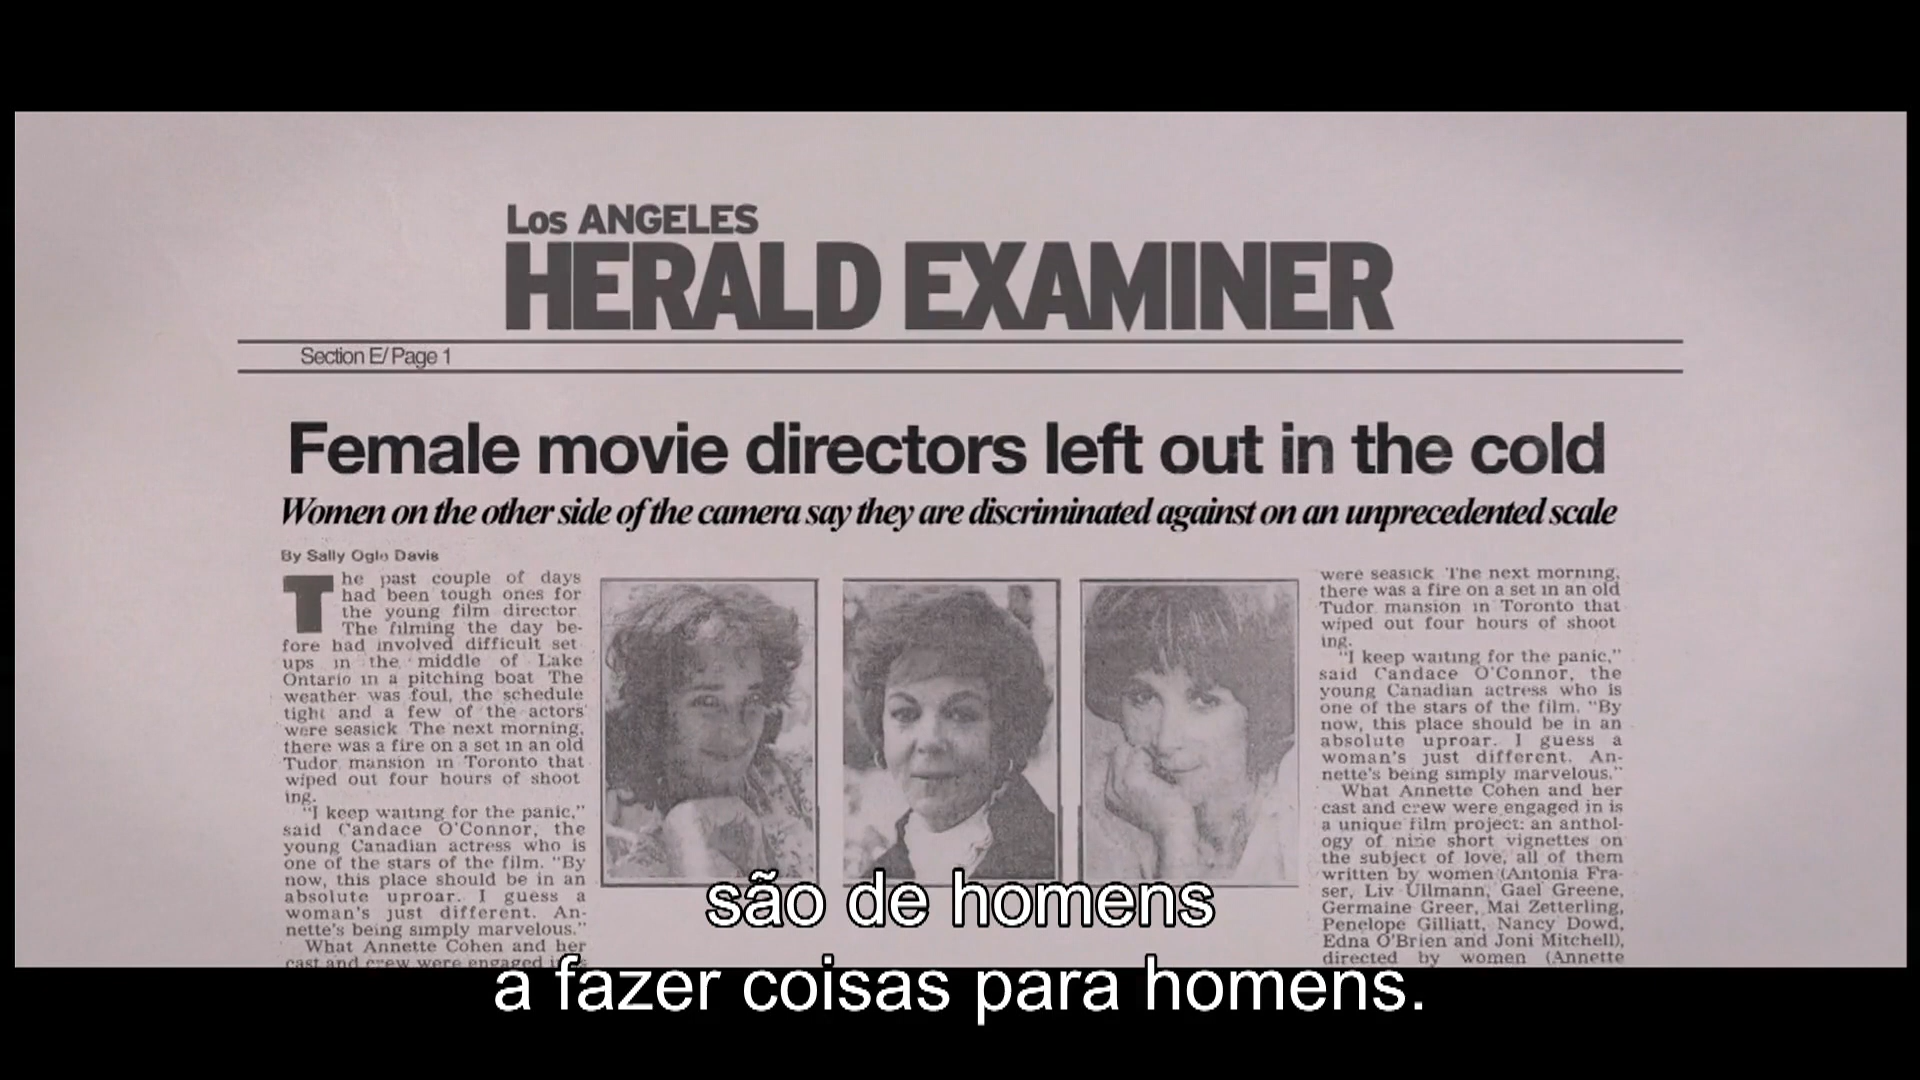 Los ANGELES
HERALD EXAMINER
Section E/ Page 1
Female movie directors left out in the cold
Women on the other side of the camera say they are discriminated against on an unprecedented scale
By Sally Ogle Davis
The past couple of days
had been tough ones for
the young film director
The filming the day be-
fore had involved difficult set
ups in the middle of Lake
Ontario in a pitching boat The
weather was foul, the schedule
tight and a few of the actors
were seasick The next morning,
there was a fire on a set in an old
Tudor mansion in Toronto that
wiped out four hours of shoot
ing.
"I keep waiting for the panic,"
said Candace O'Connor, the
young Canadian actress who is
one of the stars of the film. "By
now, this place should be in an
absolute uproar. I guess a
woman's just different. An-
nette's being simply marvelous."
What Annette Cohen and her
cast and crew were engaged in is
were seasick The next morning,
there was a fire on a set in an old
Tudor mansion in Toronto that
wiped out four hours of shoot
ing.
"I keep waiting for the panic,"
said Candace O'Connor, the
young Canadian actress who is
one of the stars of the film. "By
now, this place should be in an
absolute uproar. I guess a
woman's just different. An-
nette's being simply marvelous."
What Annette Cohen and her
cast and crew were engaged in is
a unique film project: an anthol-
ogy of nine short vignettes on
the subject of love, all of them
written by women (Antonia Fra-
ser, Liv Ullmann, Gael Greene,
Germaine Greer, Mai Zetterling,
Penelope Gilliatt, Nancy Dowd,
Edna O'Brien and Joni Mitchell),
directed by women (Annette
são de homens
a fazer coisas para homens.